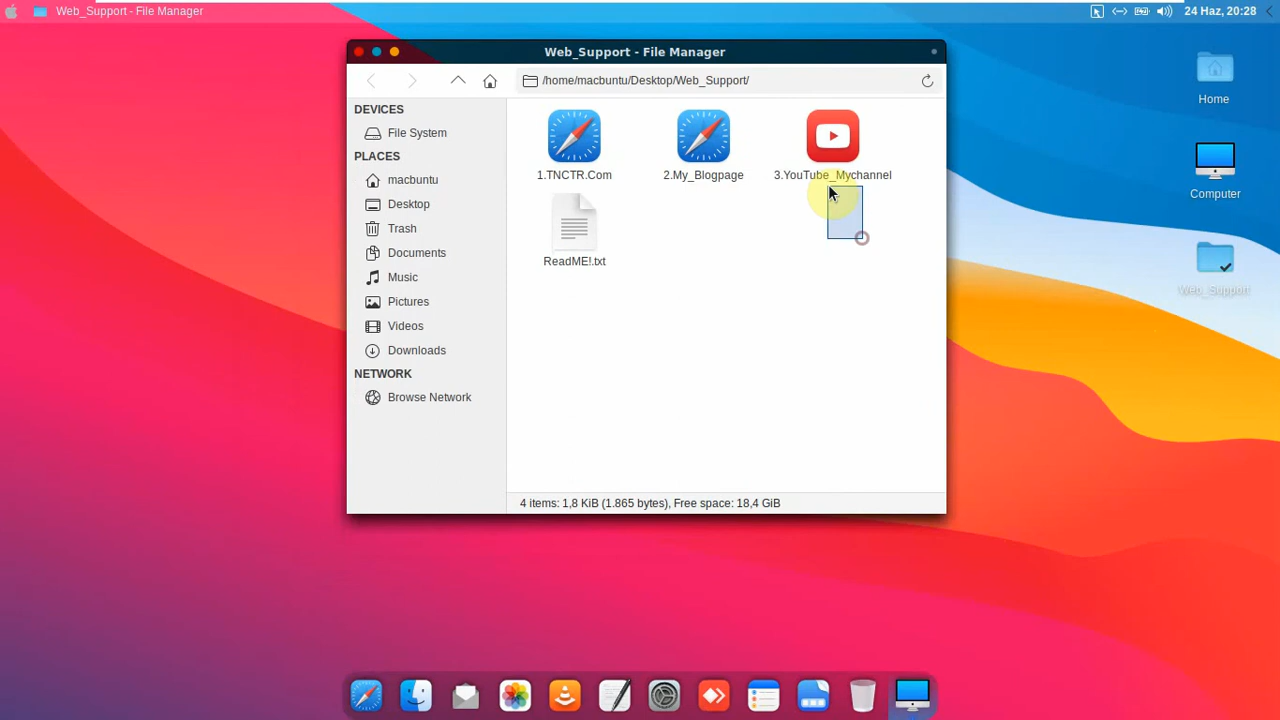 Web_Support - File Manager
24 Haz, 20:28
Web_Support - File Manager
/home/macbuntu/Desktop/Web_Support/
DEVICES
File System
PLACES
macbuntu
Desktop
Trash
Documents
Music
Pictures
Videos
Downloads
NETWORK
Browse Network
1.TNCTR.Com
2.My_Blogpage
3.YouTube_Mychannel
ReadME!.txt
4 items: 1,8 KiB (1.865 bytes), Free space: 18,4 GiB
Home
Computer
Web_Support